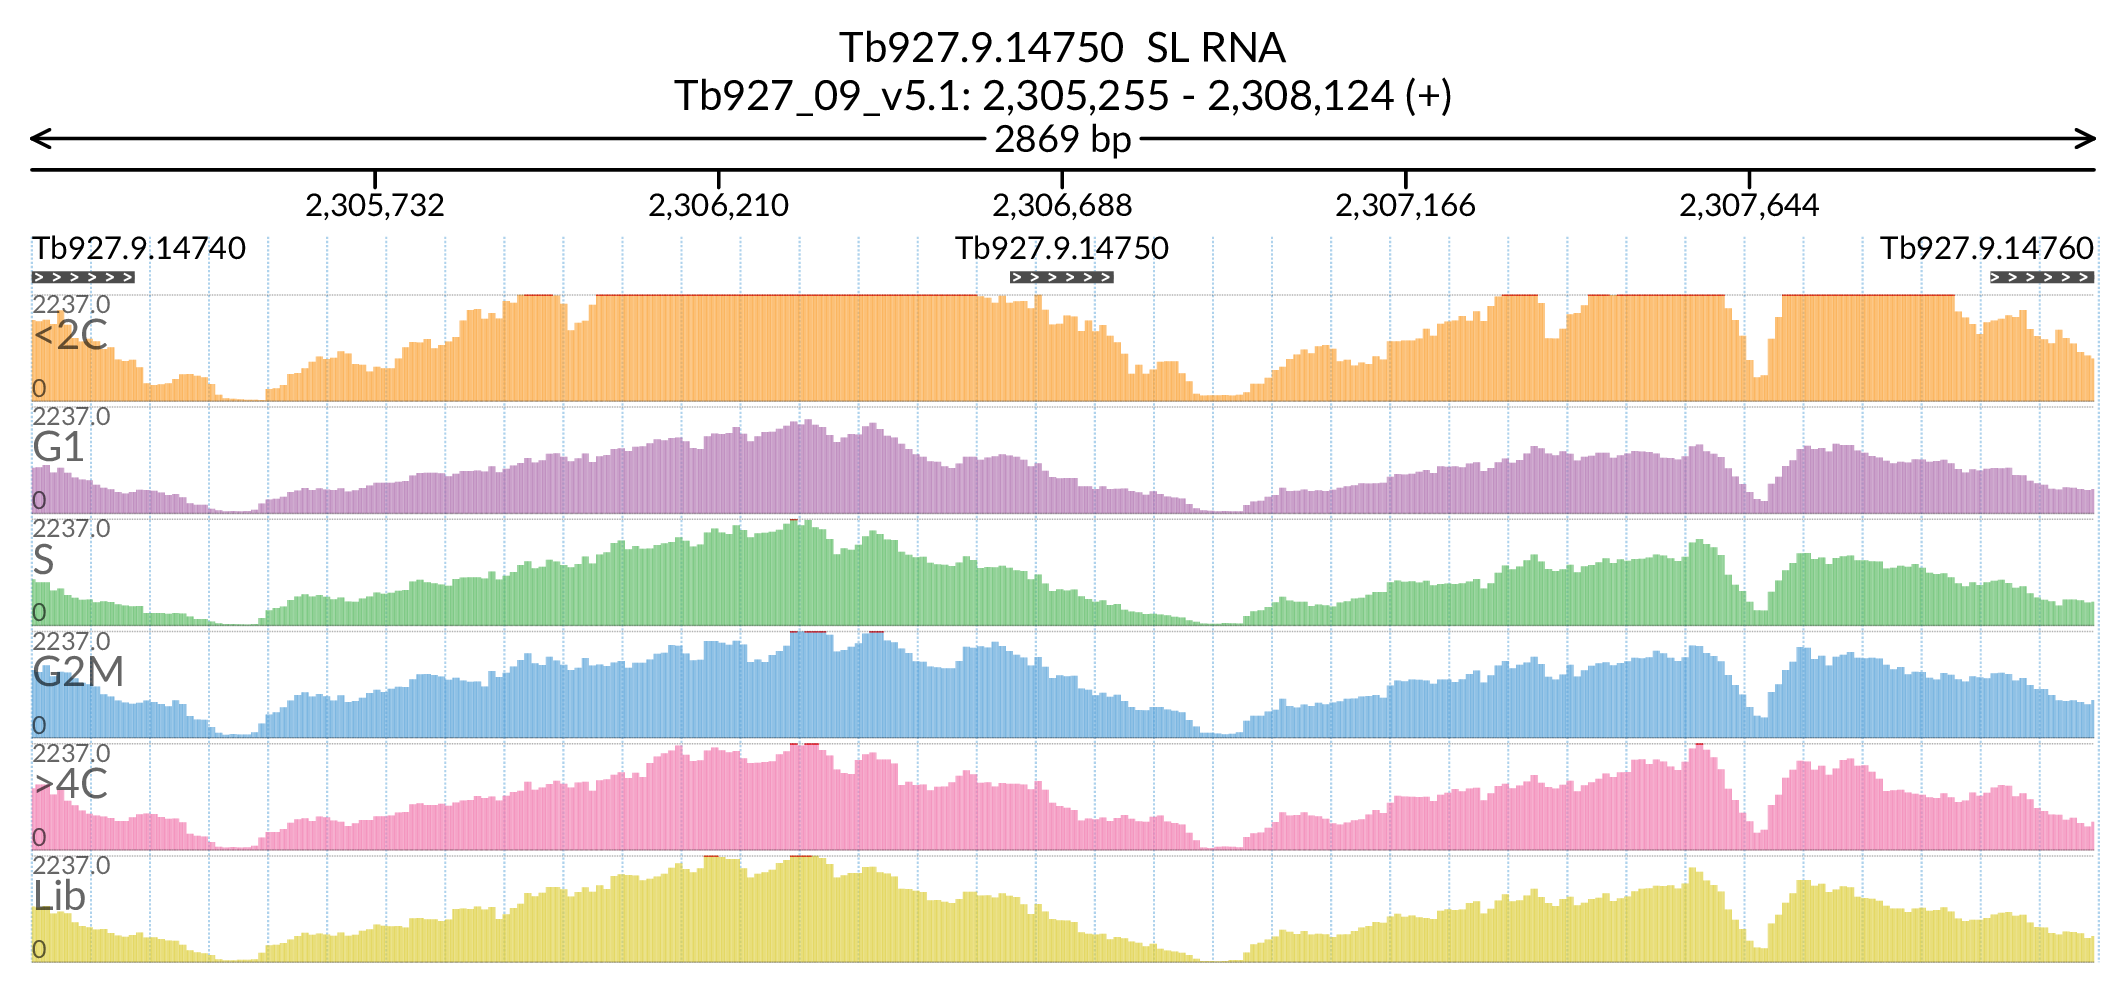 Tb927.9.14750 SL RNA
Tb927_09_v5.1: 2,305,255 - 2,308,124 (+)
2869 bp
2,305,732 2,306,210 2,306,688 2,307,166 2,307,644
Tb927.9.14740 Tb927.9.14750 Tb927.9.14760
2237.0
<2C
0
2237.0
G1
0
2237.0
S
0
2237.0
G2M
0
2237.0
>4C
0
2237.0
Lib
0